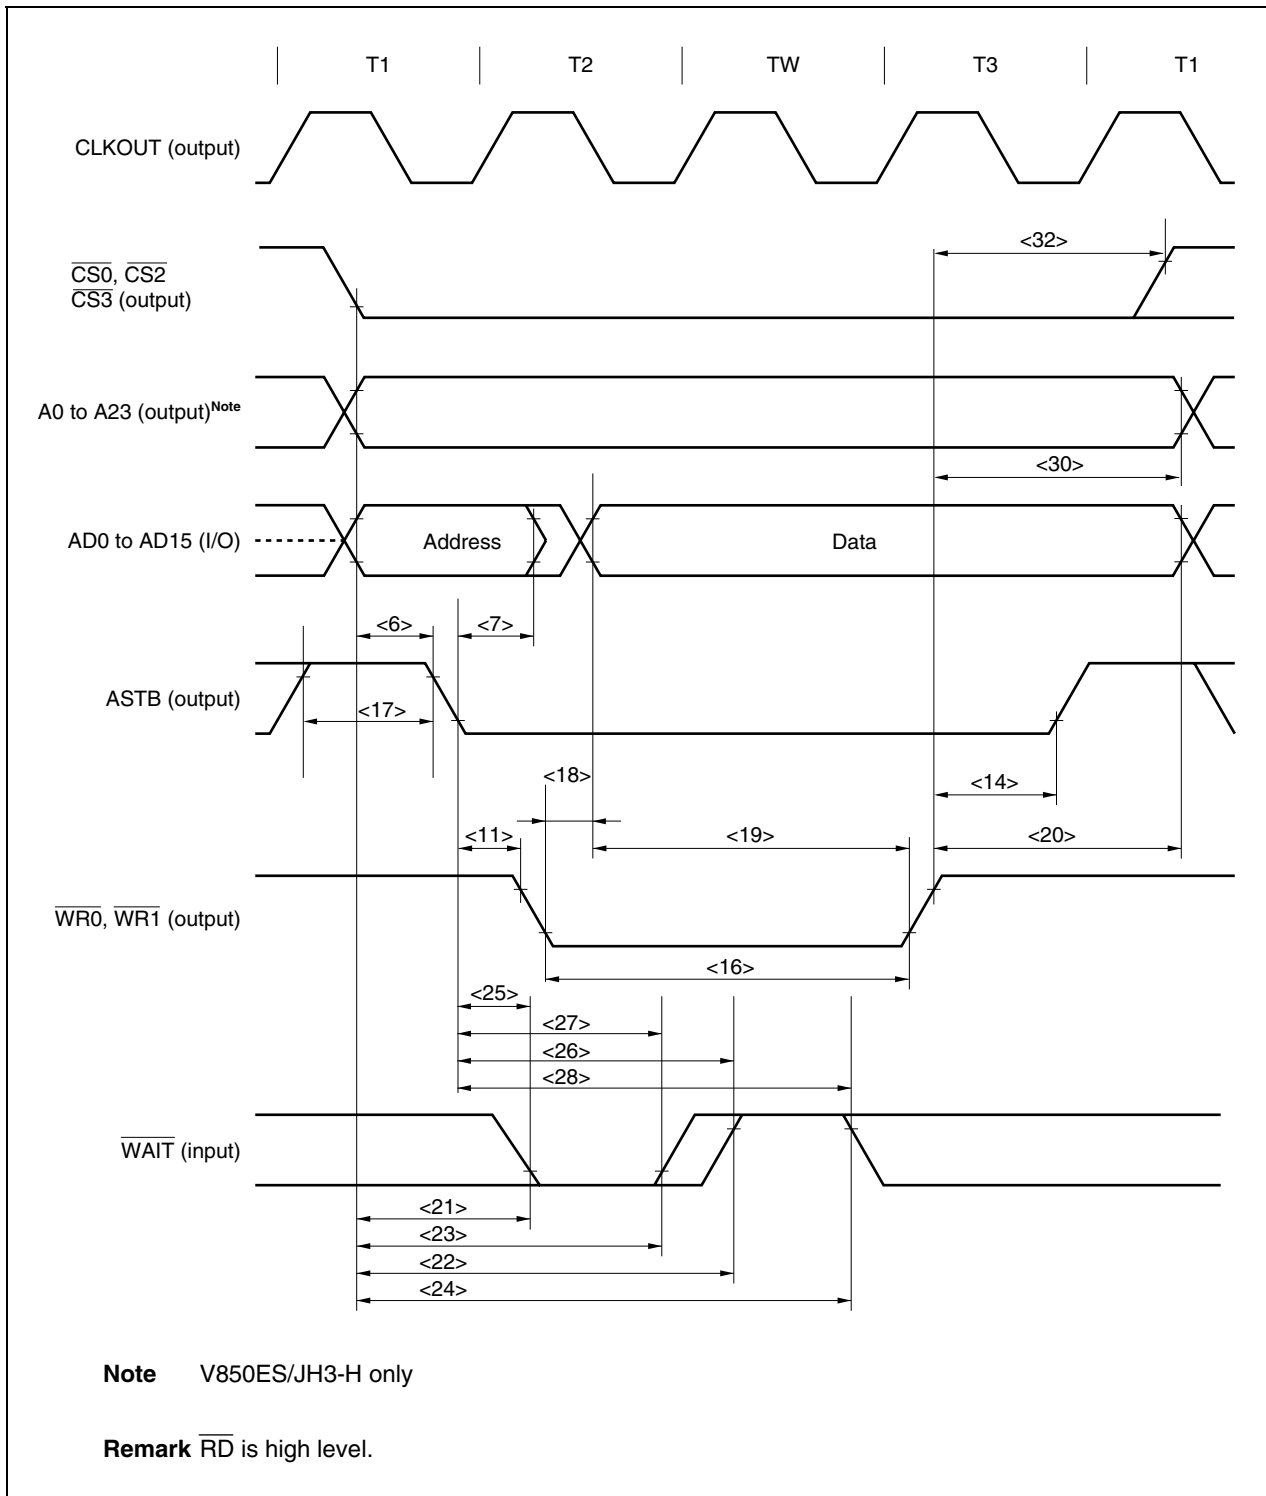 T1 T2 TW T3 T1
CLKOUT (output)
<32>
CS0, CS2
CS3 (output)
A0 to A23 (output)Note
<30>
AD0 to AD15 (I/O) Address Data
<6> <7>
ASTB (output)
<17>
<18> <14>
<11> <19> <20>
WR0, WR1 (output)
<16>
<25>
<27>
<26>
<28>
WAIT (input)
<21>
<23>
<22>
<24>
Note V850ES/JH3-H only
Remark RD is high level.